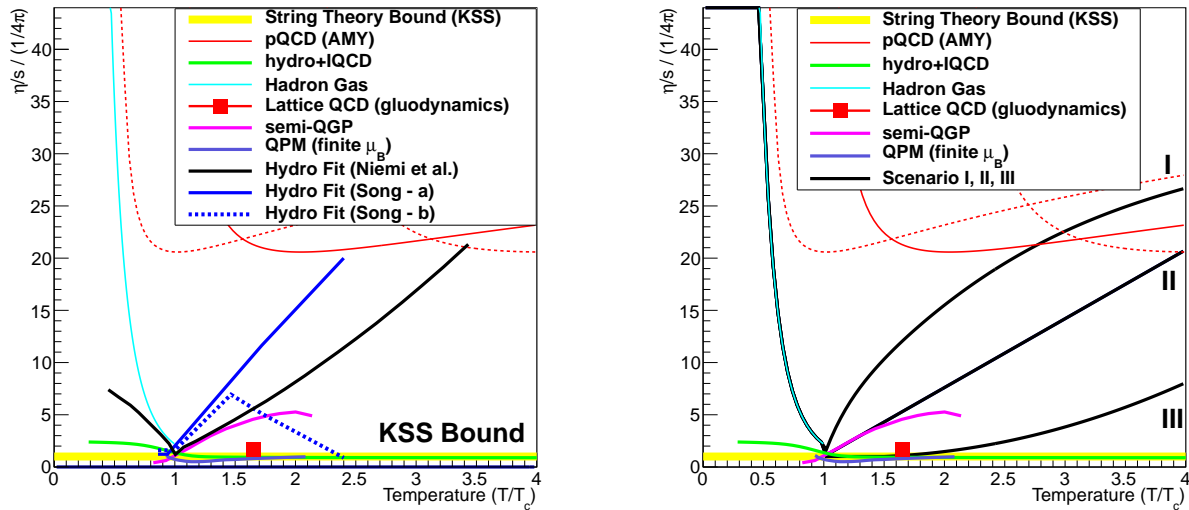 η/s / (1/4π)
40
35
30
25
20
15
10
5
0
String Theory Bound (KSS)
pQCD (AMY)
hydro+lQCD
Hadron Gas
Lattice QCD (gluodynamics)
semi-QGP
QPM (finite μB)
Hydro Fit (Niemi et al.)
Hydro Fit (Song - a)
Hydro Fit (Song - b)
KSS Bound
0 0.5 1 1.5 2 2.5 3 3.5 4
Temperature (T/Tc)
η/s / (1/4π)
40
35
30
25
20
15
10
5
0
String Theory Bound (KSS)
pQCD (AMY)
hydro+lQCD
Hadron Gas
Lattice QCD (gluodynamics)
semi-QGP
QPM (finite μB)
Scenario I, II, III
I
II
III
0 0.5 1 1.5 2 2.5 3 3.5 4
Temperature (T/Tc)